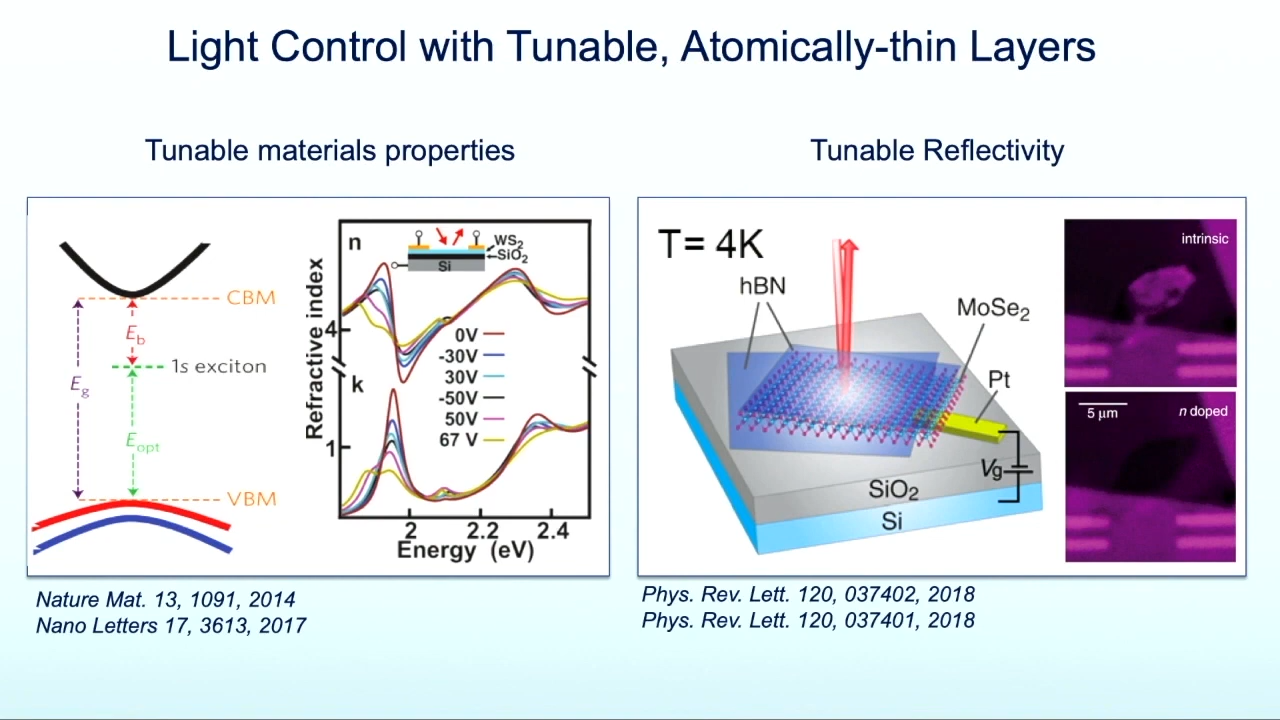 Light Control with Tunable, Atomically-thin Layers
Tunable materials properties
Tunable Reflectivity
CBM
E_b
1s exciton
E_g
E_opt
VBM
n
WS₂
SiO₂
Si
Refractive index
4
0V
-30V
30V
-50V
50V
67 V
k
1
2 2.2 2.4
Energy (eV)
T= 4K
hBN
MoSe₂
Pt
Vg
SiO₂
Si
intrinsic
5 μm
n doped
Nature Mat. 13, 1091, 2014
Nano Letters 17, 3613, 2017
Phys. Rev. Lett. 120, 037402, 2018
Phys. Rev. Lett. 120, 037401, 2018